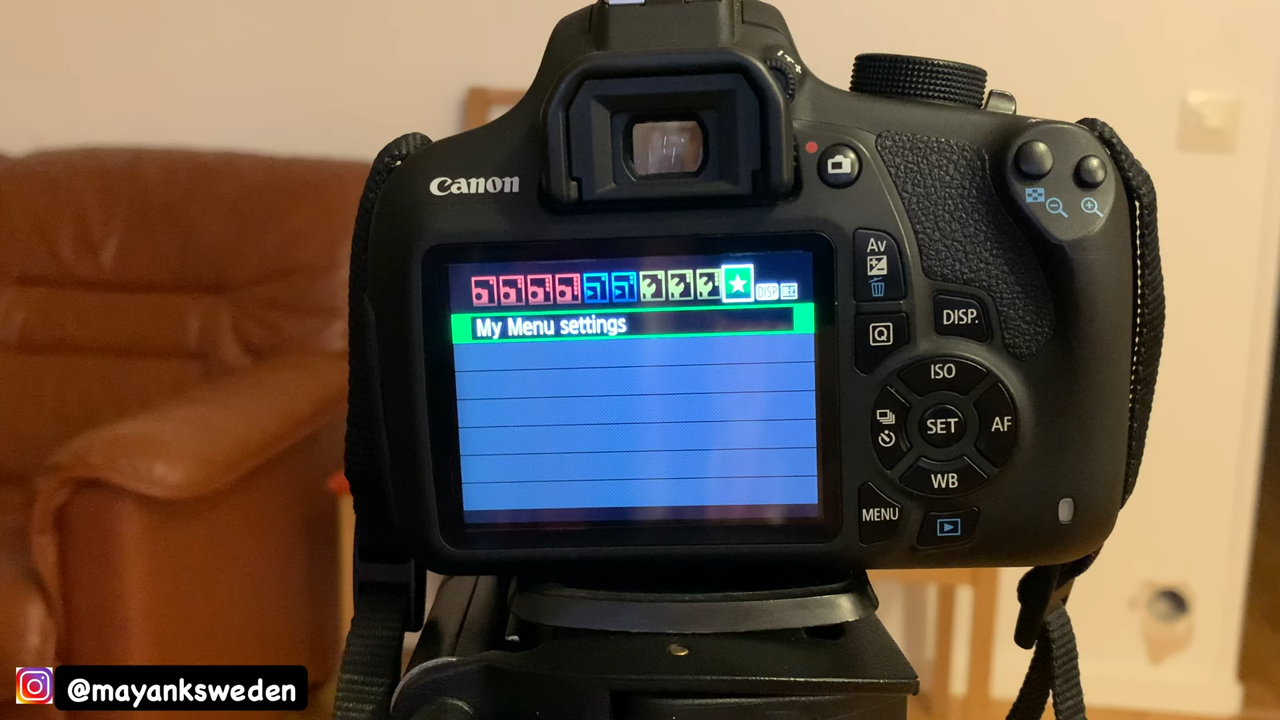 Canon
DISP
My Menu settings
Av
Q
DISP.
ISO
SET
AF
WB
MENU
@mayanksweden